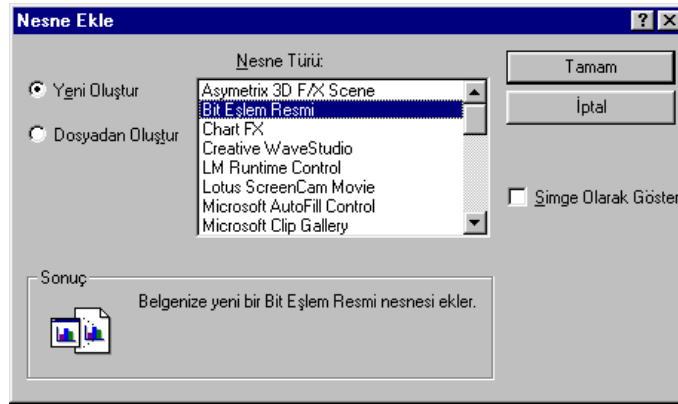 Nesne Ekle
Nesne Türü:
Yeni Oluştur
Dosyadan Oluştur
Asymetrix 3D F/X Scene
Bit Eşlem Resmi
Chart FX
Creative WaveStudio
LM Runtime Control
Lotus ScreenCam Movie
Microsoft AutoFill Control
Microsoft Clip Gallery
Tamam
İptal
Simge Olarak Göster
Sonuç
Belgenize yeni bir Bit Eşlem Resmi nesnesi ekler.